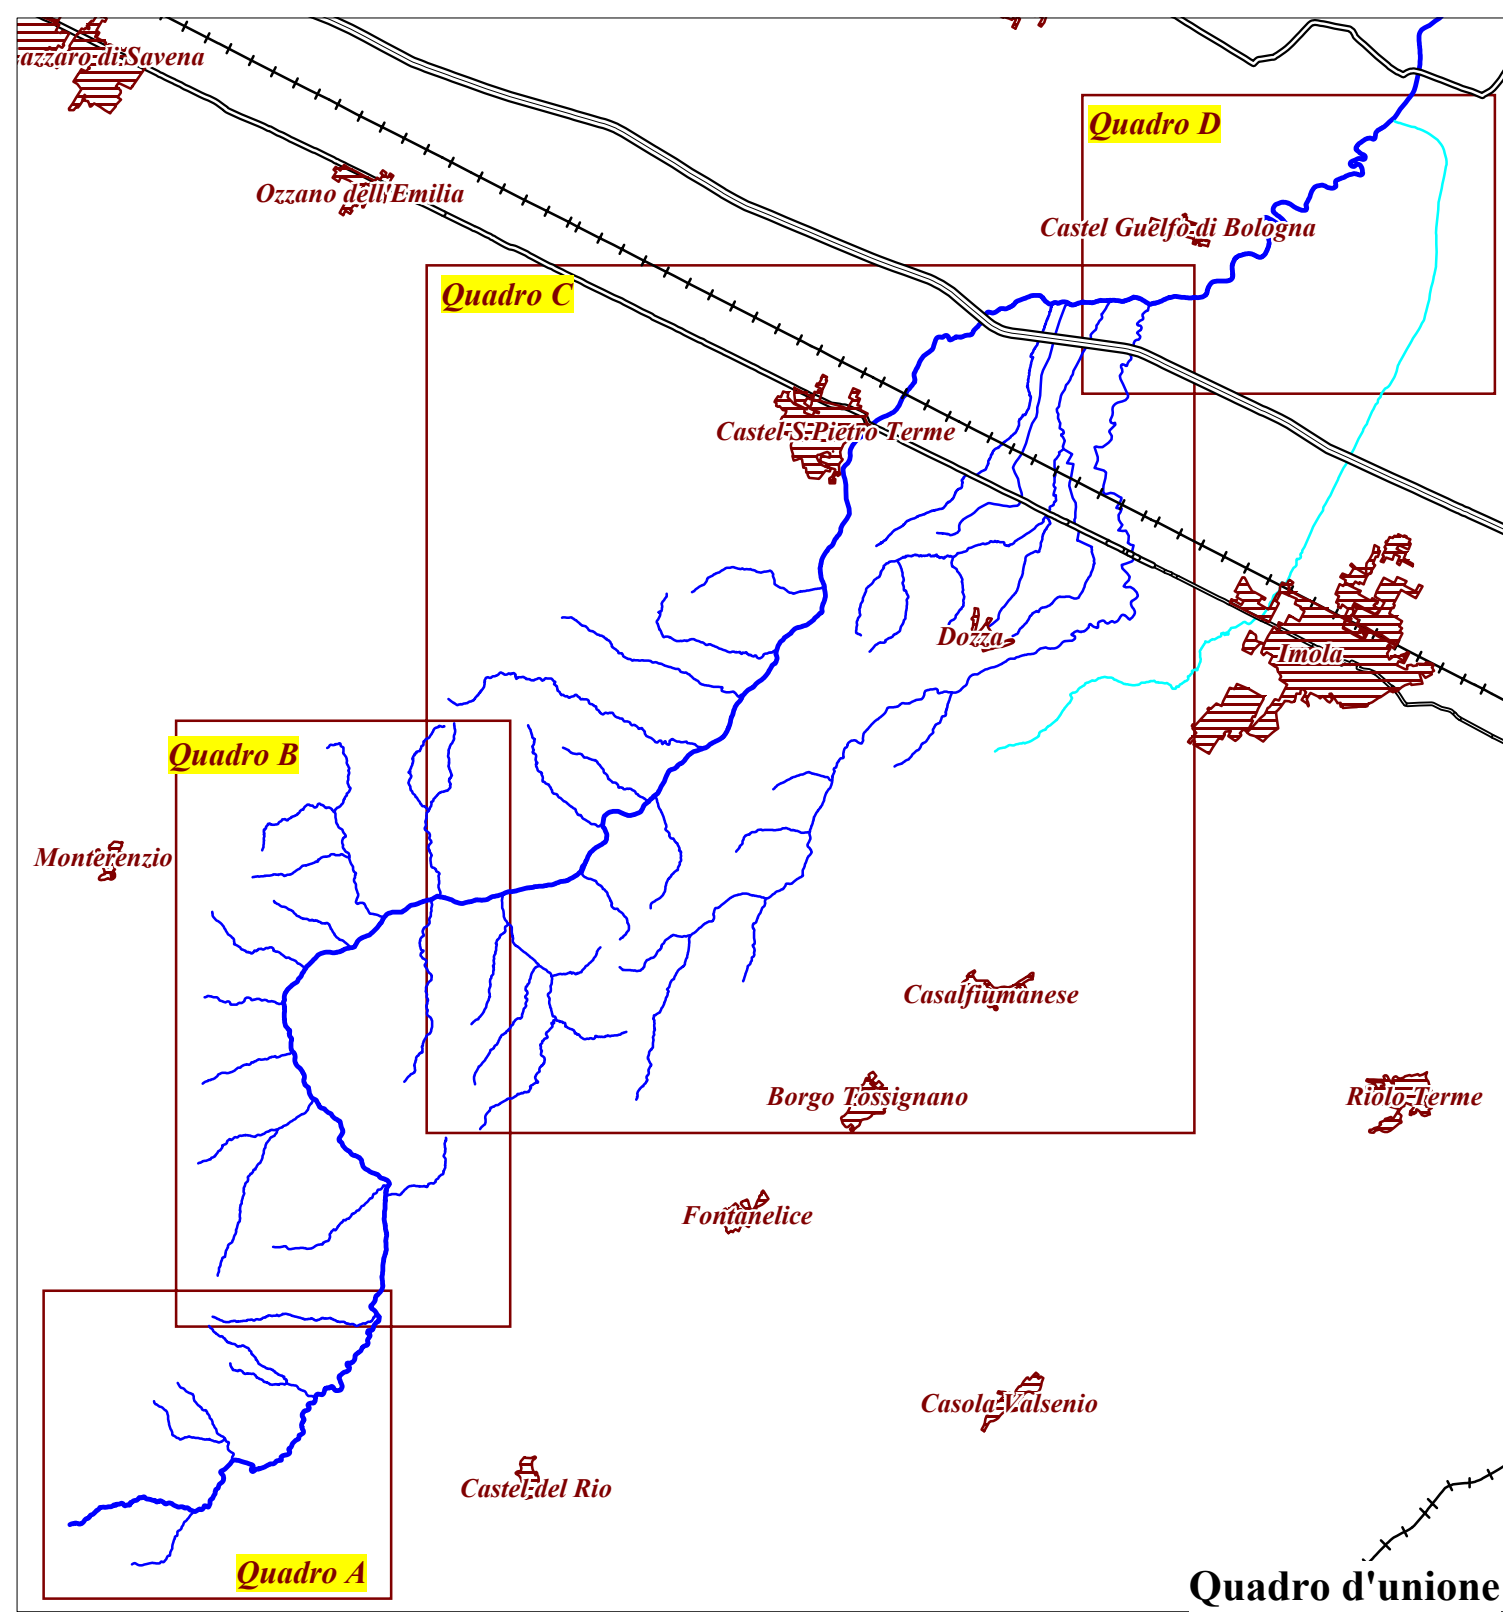 azzaro di Savena
Quadro D
Ozzano dell'Emilia
Castel Guelfo di Bologna
Quadro C
Castel S.Pietro Terme
Dozza
Imola
Quadro B
Monterenzio
Casalfiumanese
Borgo Tossignano
Riolo Terme
Fontanelice
Casola Valsenio
Castel del Rio
Quadro A
Quadro d'unione